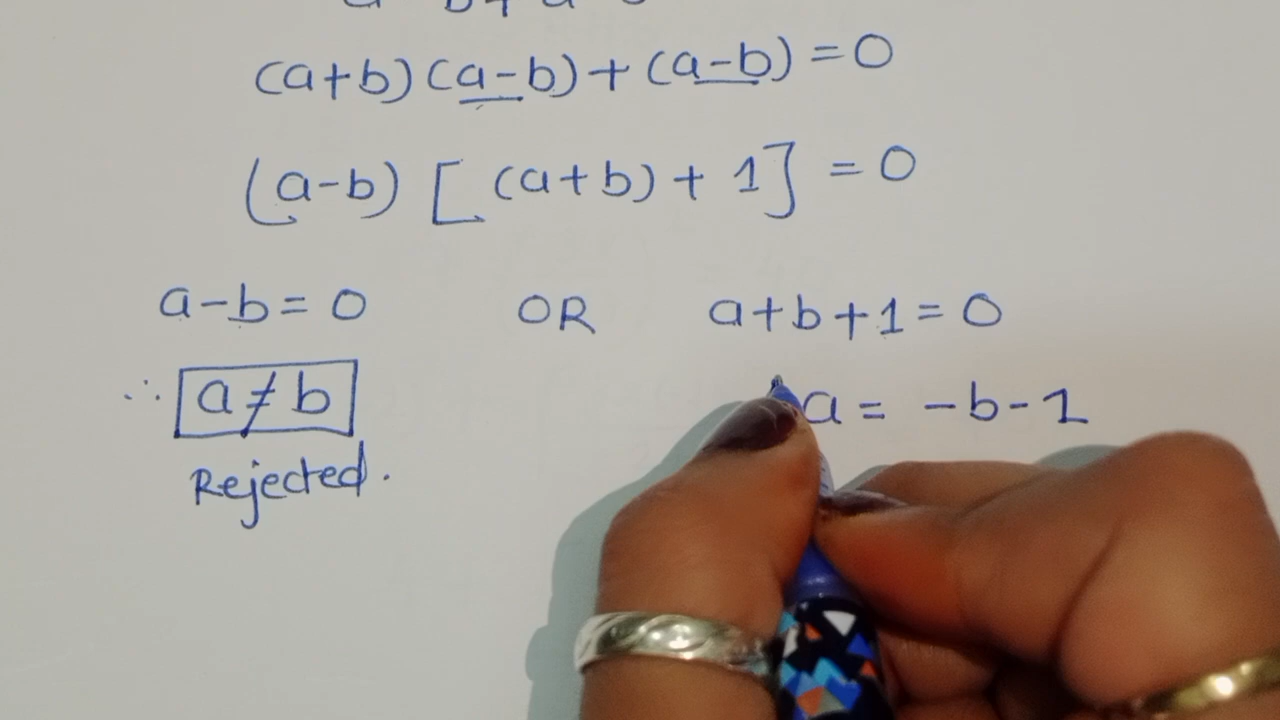 (a+b)(a-b)+(a-b)=0
(a-b)[(a+b)+1]=0
a-b=0 OR a+b+1=0
∴ a≠b a = -b-1
Rejected.